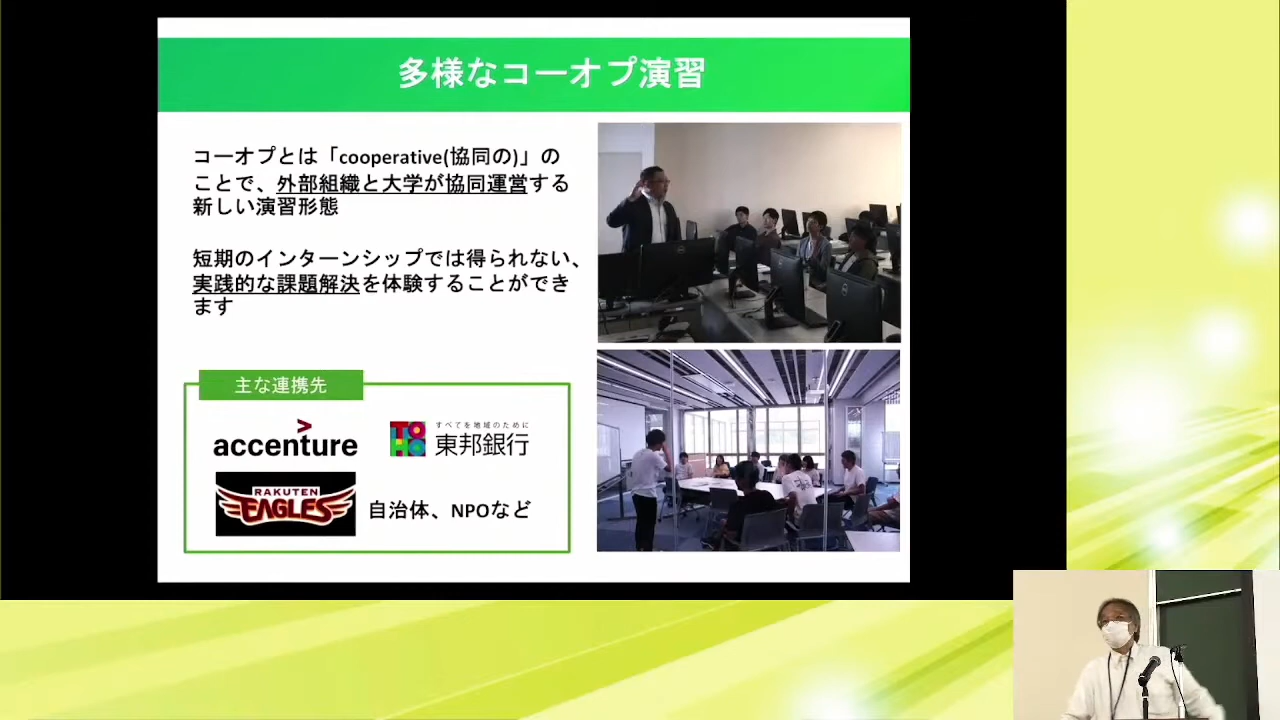 多様なコーオプ演習
コーオプとは「cooperative(協同の)」の
ことで、外部組織と大学が協同運営する
新しい演習形態
短期のインターンシップでは得られない、
実践的な課題解決を体験することができ
ます
主な連携先
accenture
TOHO
すべてを地域のために
東邦銀行
RAKUTEN
EAGLES
自治体、NPOなど